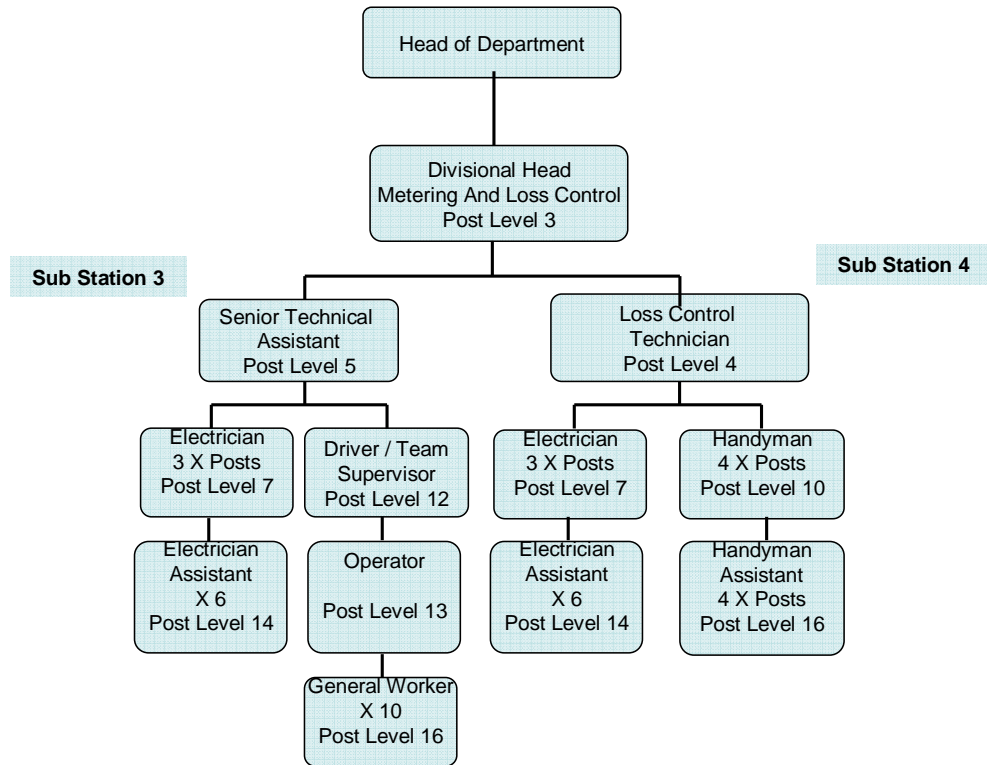 Head of Department
Divisional Head
Metering And Loss Control
Post Level 3
Sub Station 3
Sub Station 4
Senior Technical
Assistant
Post Level 5
Loss Control
Technician
Post Level 4
Electrician
3 X Posts
Post Level 7
Driver / Team
Supervisor
Post Level 12
Electrician
3 X Posts
Post Level 7
Handyman
4 X Posts
Post Level 10
Electrician
Assistant
X 6
Post Level 14
Operator
Post Level 13
Electrician
Assistant
X 6
Post Level 14
Handyman
Assistant
4 X Posts
Post Level 16
General Worker
X 10
Post Level 16